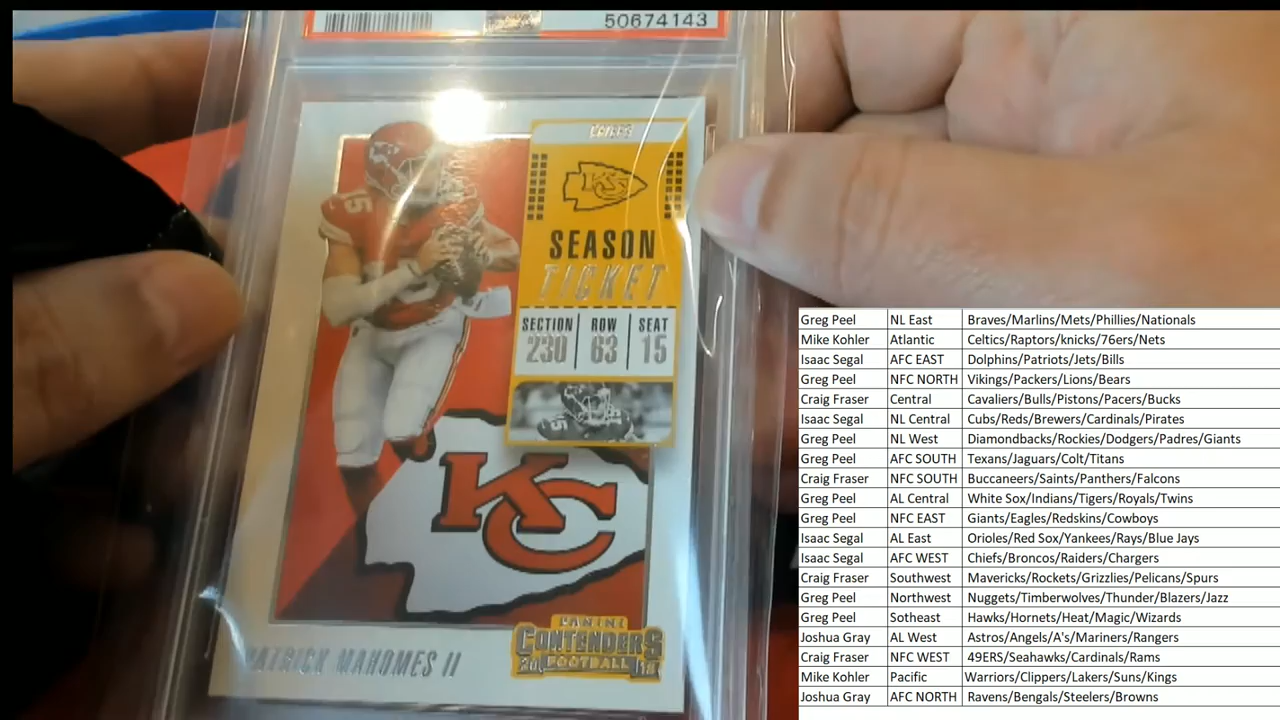 50674143
CHIEFS
KC
SEASON
TICKET
SECTION ROW SEAT
230 63 15
KC
PATRICK MAHOMES II
PANINI
CONTENDERS
20 FOOTBALL 18
Greg Peel NL East Braves/Marlins/Mets/Phillies/Nationals
Mike Kohler Atlantic Celtics/Raptors/knicks/76ers/Nets
Isaac Segal AFC EAST Dolphins/Patriots/Jets/Bills
Greg Peel NFC NORTH Vikings/Packers/Lions/Bears
Craig Fraser Central Cavaliers/Bulls/Pistons/Pacers/Bucks
Isaac Segal NL Central Cubs/Reds/Brewers/Cardinals/Pirates
Greg Peel NL West Diamondbacks/Rockies/Dodgers/Padres/Giants
Greg Peel AFC SOUTH Texans/Jaguars/Colt/Titans
Craig Fraser NFC SOUTH Buccaneers/Saints/Panthers/Falcons
Greg Peel AL Central White Sox/Indians/Tigers/Royals/Twins
Greg Peel NFC EAST Giants/Eagles/Redskins/Cowboys
Isaac Segal AL East Orioles/Red Sox/Yankees/Rays/Blue Jays
Isaac Segal AFC WEST Chiefs/Broncos/Raiders/Chargers
Craig Fraser Southwest Mavericks/Rockets/Grizzlies/Pelicans/Spurs
Greg Peel Northwest Nuggets/Timberwolves/Thunder/Blazers/Jazz
Greg Peel Sotheast Hawks/Hornets/Heat/Magic/Wizards
Joshua Gray AL West Astros/Angels/A's/Mariners/Rangers
Craig Fraser NFC WEST 49ERS/Seahawks/Cardinals/Rams
Mike Kohler Pacific Warriors/Clippers/Lakers/Suns/Kings
Joshua Gray AFC NORTH Ravens/Bengals/Steelers/Browns